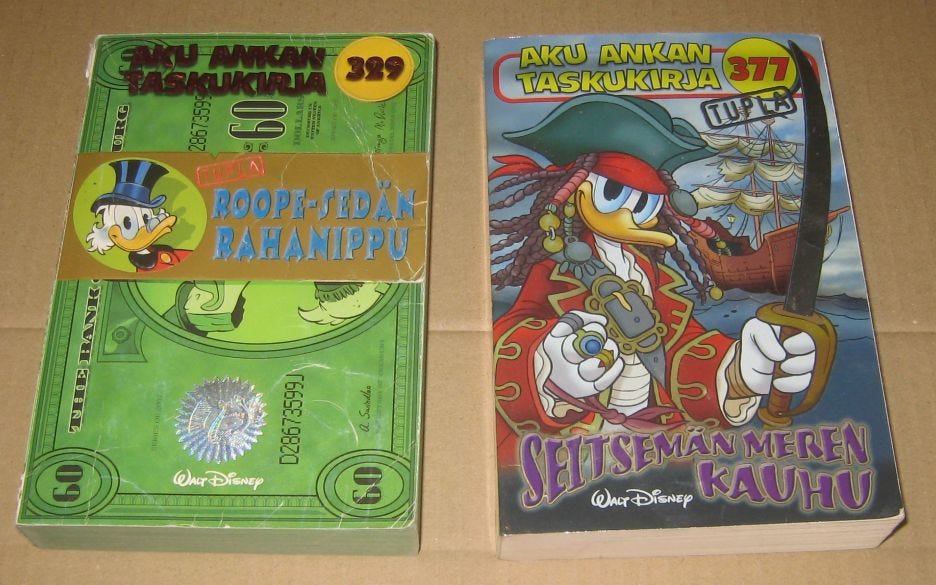 AKU ANKAN
TASKUKIRJA
329
TUPLA
ROOPE-SEDÄN
RAHANIPPU
60
DOLLARS
D28673599J
THE BANK O
60
60
WALT DISNEY
AKU ANKAN
TASKUKIRJA
377
TUPLA
SEITSEMÄN MEREN
KAUHU
WALT DISNEY